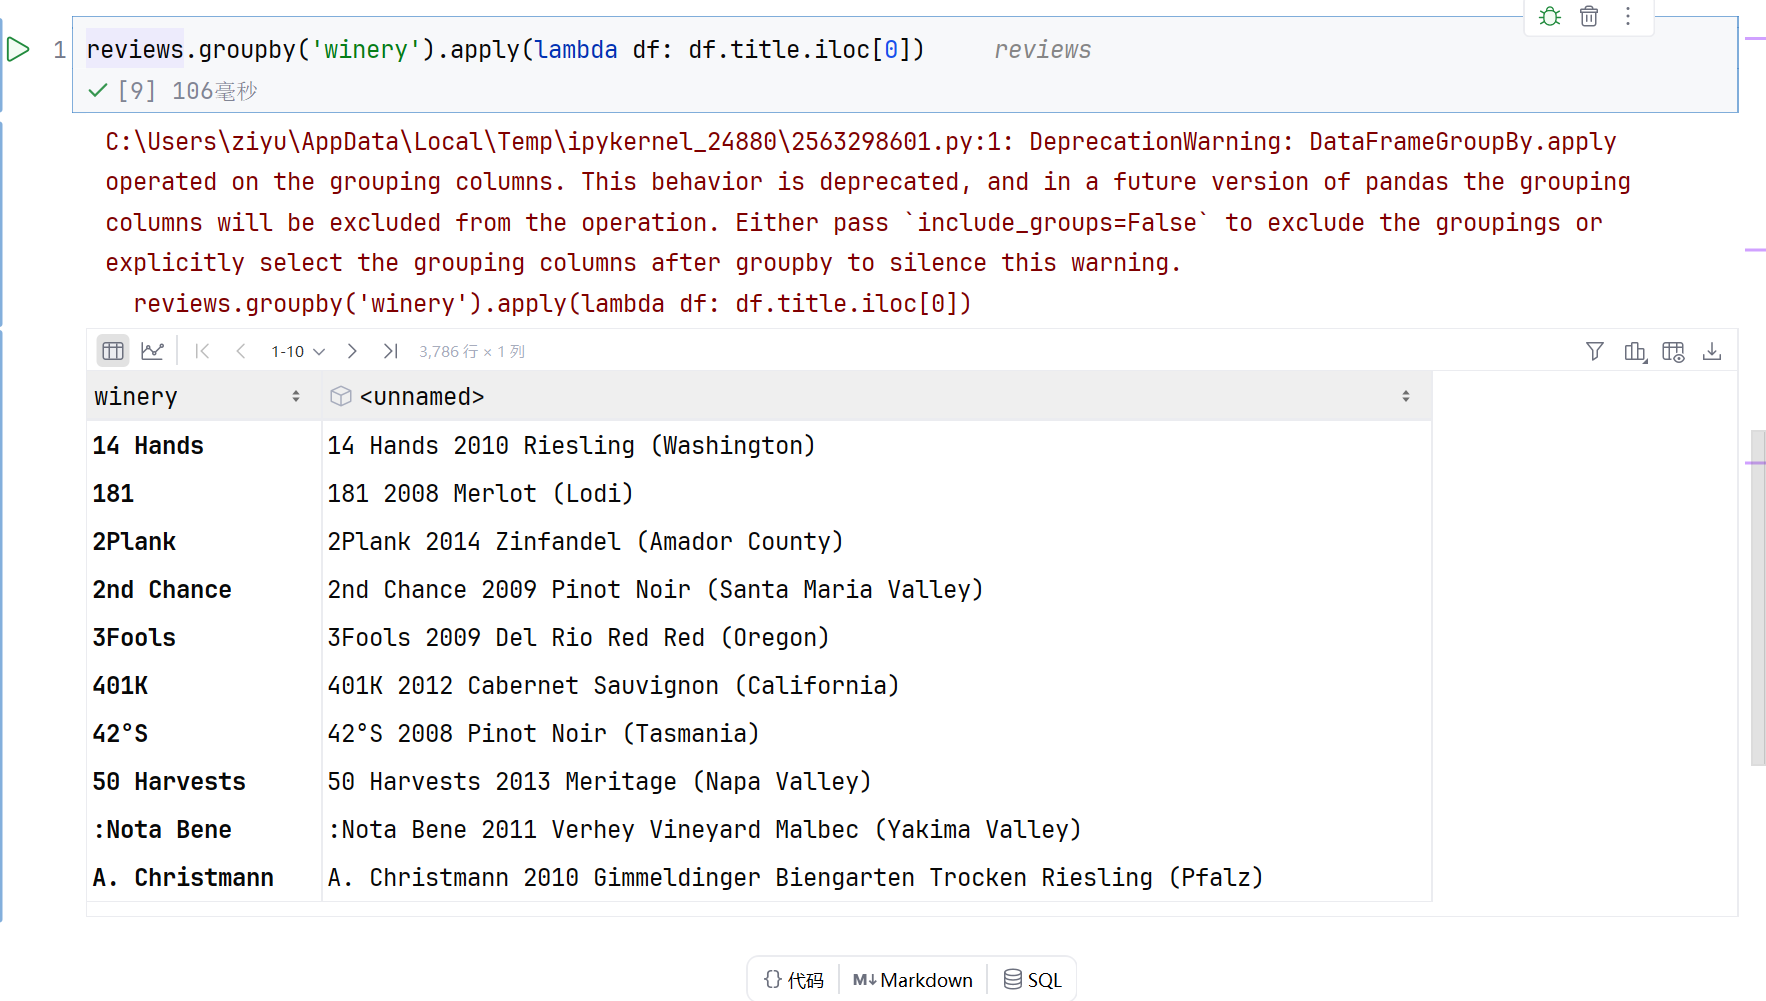 1 reviews.groupby('winery').apply(lambda df: df.title.iloc[0]) reviews
[9] 106毫秒
C:\Users\ziyu\AppData\Local\Temp\ipykernel_24880\2563298601.py:1: DeprecationWarning: DataFrameGroupBy.apply
operated on the grouping columns. This behavior is deprecated, and in a future version of pandas the grouping
columns will be excluded from the operation. Either pass `include_groups=False` to exclude the groupings or
explicitly select the grouping columns after groupby to silence this warning.
reviews.groupby('winery').apply(lambda df: df.title.iloc[0])
1-10 3,786 行 × 1 列
winery <unnamed>
14 Hands 14 Hands 2010 Riesling (Washington)
181 181 2008 Merlot (Lodi)
2Plank 2Plank 2014 Zinfandel (Amador County)
2nd Chance 2nd Chance 2009 Pinot Noir (Santa Maria Valley)
3Fools 3Fools 2009 Del Rio Red Red (Oregon)
401K 401K 2012 Cabernet Sauvignon (California)
42°S 42°S 2008 Pinot Noir (Tasmania)
50 Harvests 50 Harvests 2013 Meritage (Napa Valley)
:Nota Bene :Nota Bene 2011 Verhey Vineyard Malbec (Yakima Valley)
A. Christmann A. Christmann 2010 Gimmeldinger Biengarten Trocken Riesling (Pfalz)
{} 代码 M↓ Markdown SQL